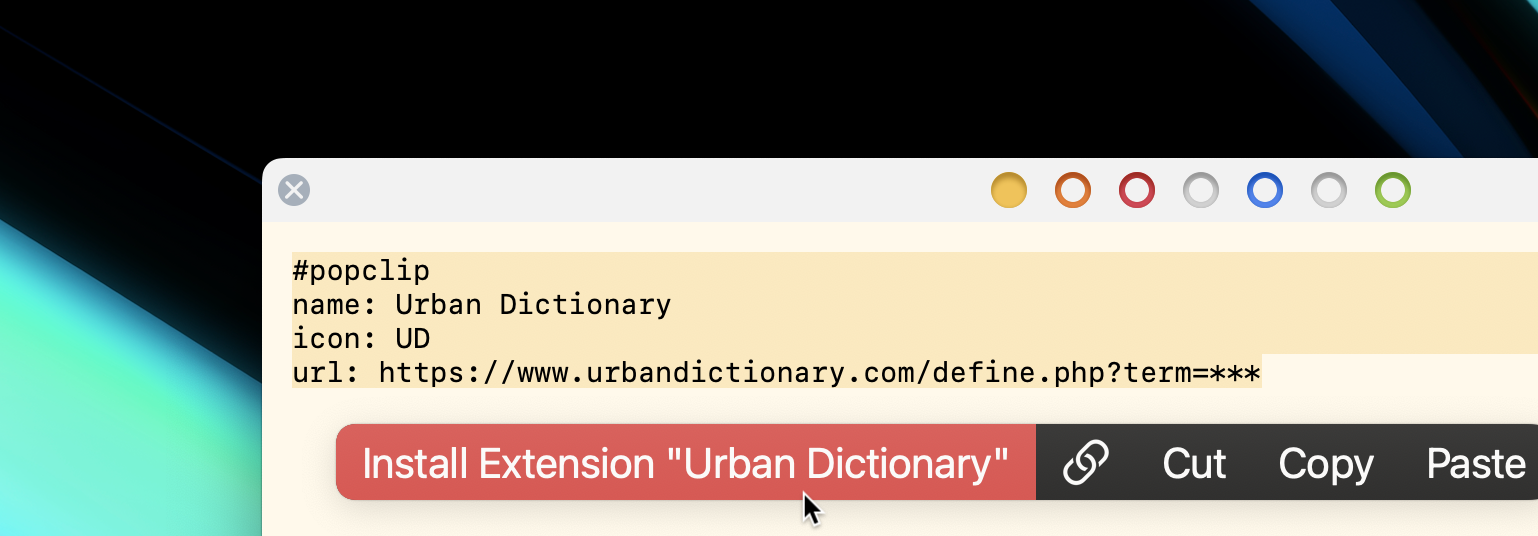 #popclip
name: Urban Dictionary
icon: UD
url: https://www.urbandictionary.com/define.php?term=***
Install Extension "Urban Dictionary" Cut Copy Paste